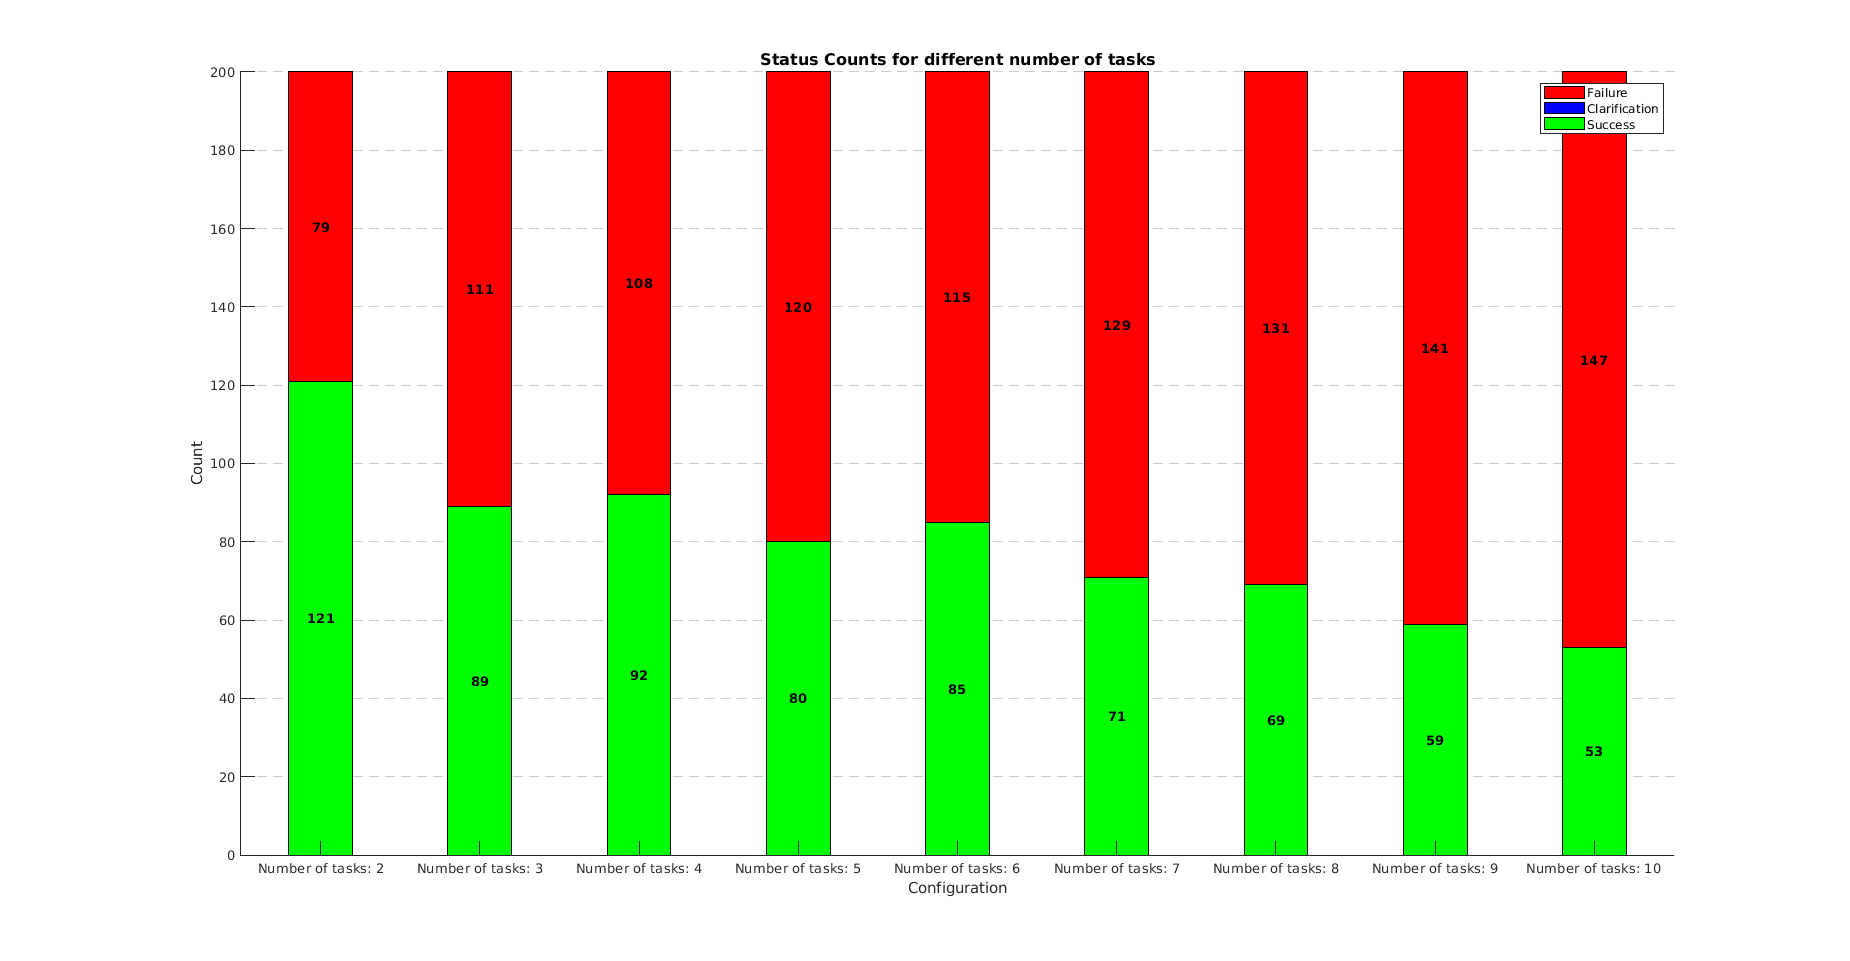 Status Counts for different number of tasks
200
180
160
140
120
100
80
60
40
20
0
Count
Failure
Clarification
Success
79
111
108
120
115
129
131
141
147
121
89
92
80
85
71
69
59
53
Number of tasks: 2
Number of tasks: 3
Number of tasks: 4
Number of tasks: 5
Number of tasks: 6
Number of tasks: 7
Number of tasks: 8
Number of tasks: 9
Number of tasks: 10
Configuration